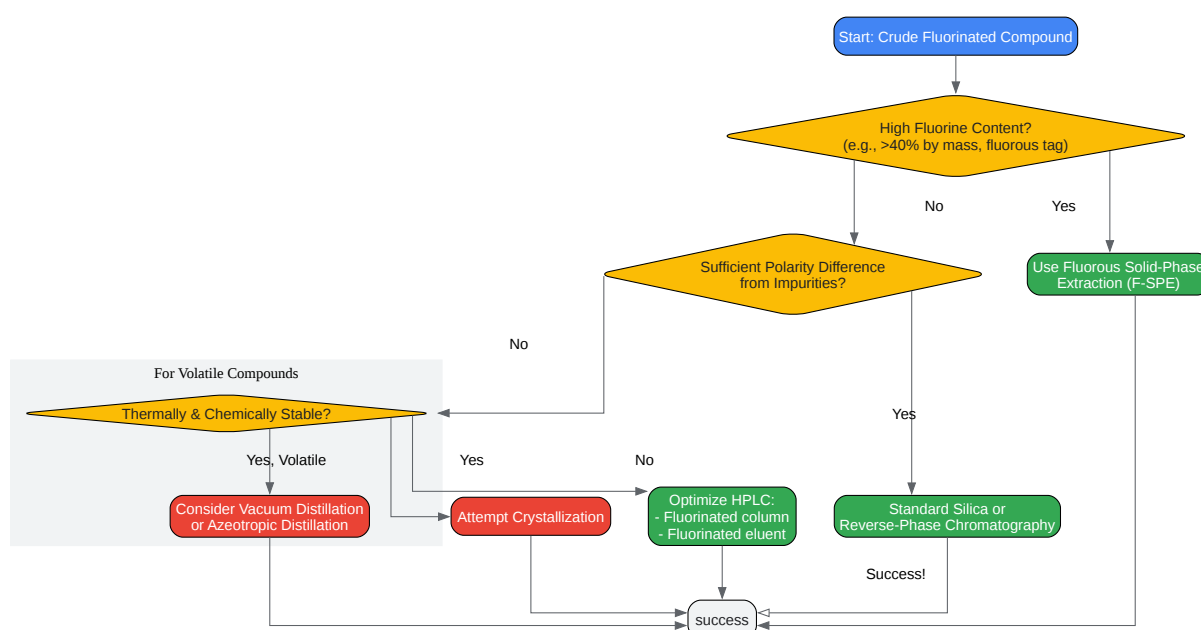 Start: Crude Fluorinated Compound
High Fluorine Content?
(e.g., >40% by mass, fluorous tag)
No
Yes
Sufficient Polarity Difference
from Impurities?
Use Fluorous Solid-Phase
Extraction (F-SPE)
No
For Volatile Compounds
Thermally & Chemically Stable?
Yes
Yes, Volatile
Yes
No
Consider Vacuum Distillation
or Azeotropic Distillation
Attempt Crystallization
Optimize HPLC:
- Fluorinated column
- Fluorinated eluent
Standard Silica or
Reverse-Phase Chromatography
Success!
success